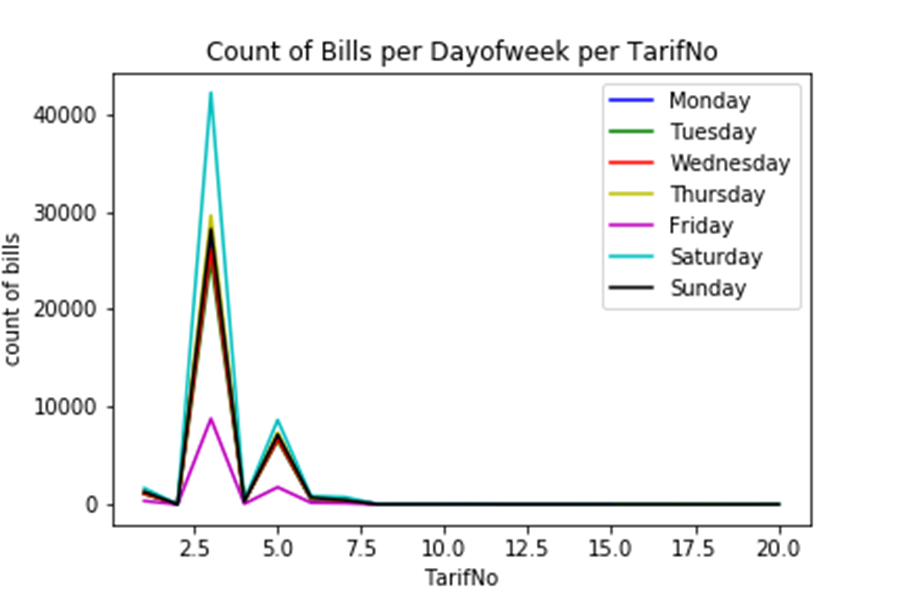 Count of Bills per Dayofweek per TarifNo
count of bills
40000
30000
20000
10000
0
Monday
Tuesday
Wednesday
Thursday
Friday
Saturday
Sunday
2.5 5.0 7.5 10.0 12.5 15.0 17.5 20.0
TarifNo